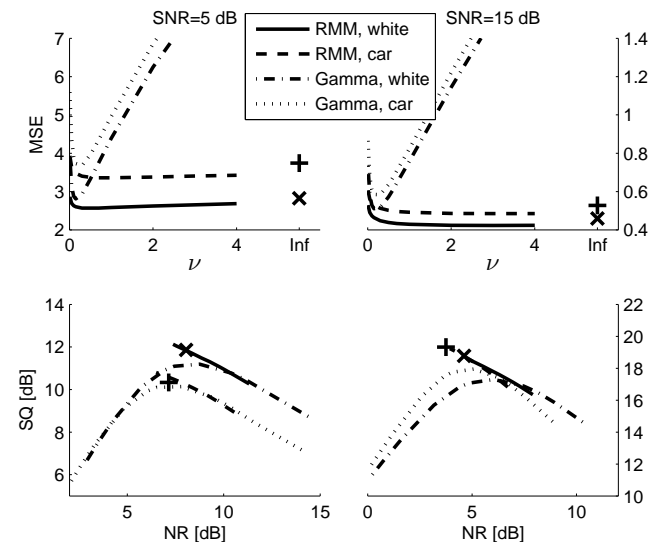 SNR=5 dB
SNR=15 dB
RMM, white
RMM, car
Gamma, white
Gamma, car
7
6
5
4
3
2
MSE
0
2
4
Inf
ν
1.4
1.2
1
0.8
0.6
0.4
0
2
4
Inf
ν
14
12
10
8
6
SQ [dB]
5
10
15
NR [dB]
22
20
18
16
14
12
10
0
5
10
NR [dB]